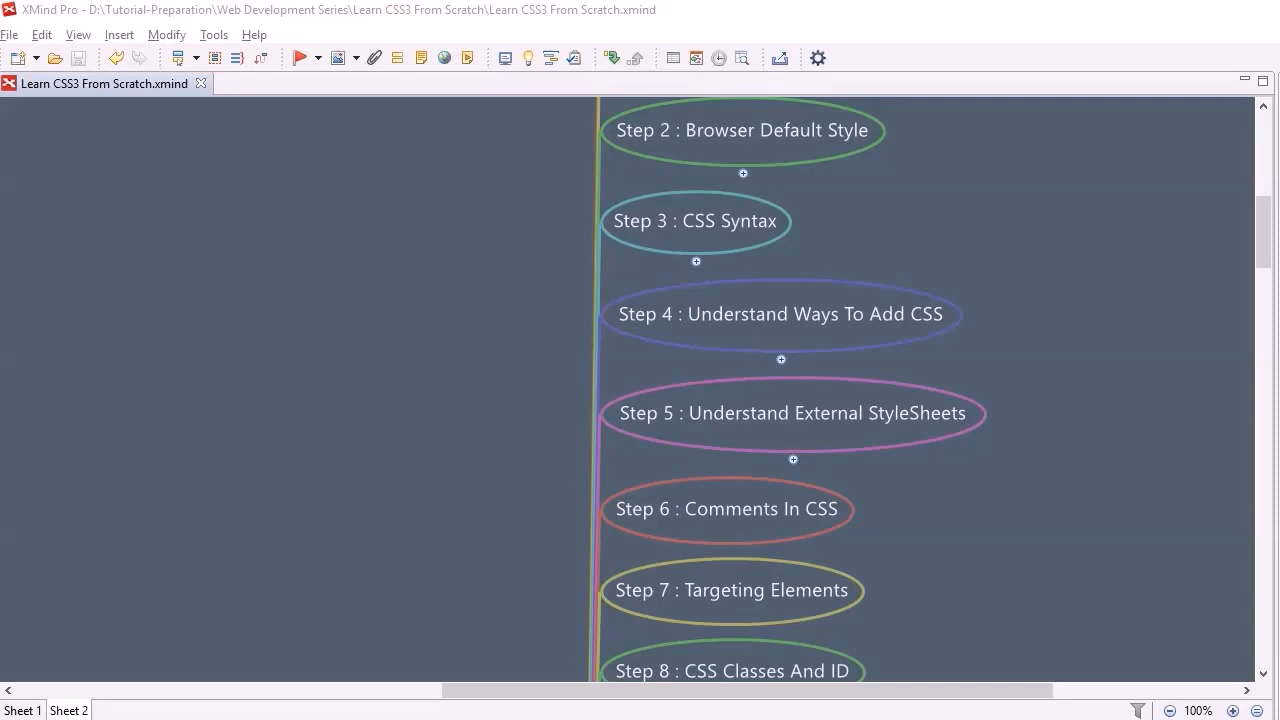 XMind Pro - D:\Tutorial-Preparation\Web Development Series\Learn CSS3 From Scratch\Learn CSS3 From Scratch.xmind
File Edit View Insert Modify Tools Help
Learn CSS3 From Scratch.xmind
Step 2 : Browser Default Style
Step 3 : CSS Syntax
Step 4 : Understand Ways To Add CSS
Step 5 : Understand External StyleSheets
Step 6 : Comments In CSS
Step 7 : Targeting Elements
Step 8 : CSS Classes And ID
Sheet 1 Sheet 2 100%